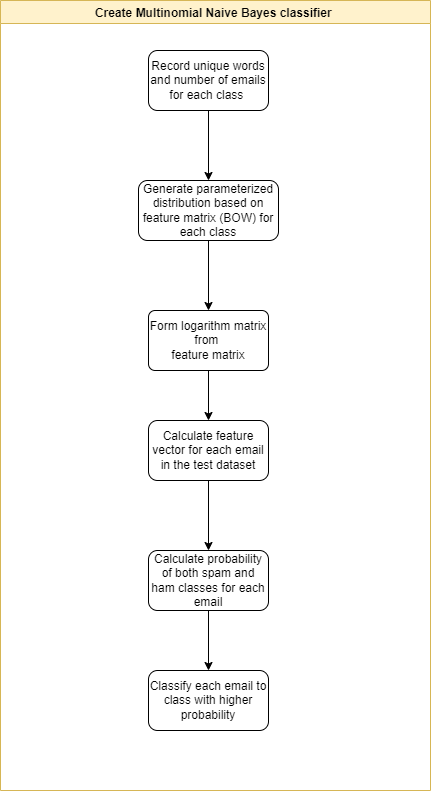 Create Multinomial Naive Bayes classifier
Record unique words
and number of emails
for each class
Generate parameterized
distribution based on
feature matrix (BOW) for
each class
Form logarithm matrix
from
feature matrix
Calculate feature
vector for each email
in the test dataset
Calculate probability
of both spam and
ham classes for each
email
Classify each email to
class with higher
probability